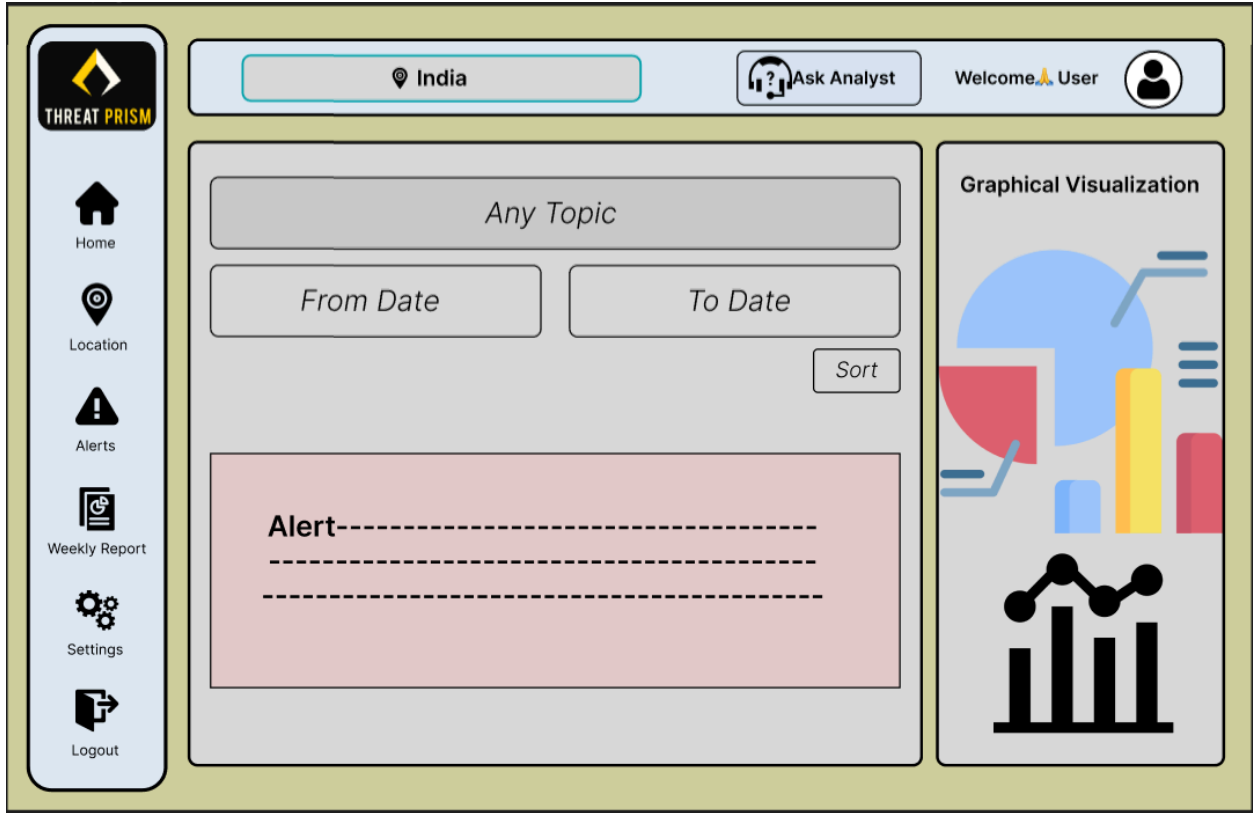 THREAT PRISM
India
Ask Analyst
Welcome🙏 User
Home
Location
Alerts
Weekly Report
Settings
Logout
Any Topic
From Date
To Date
Sort
Alert------------------------------------
-----------------------------------------
------------------------------------------
Graphical Visualization